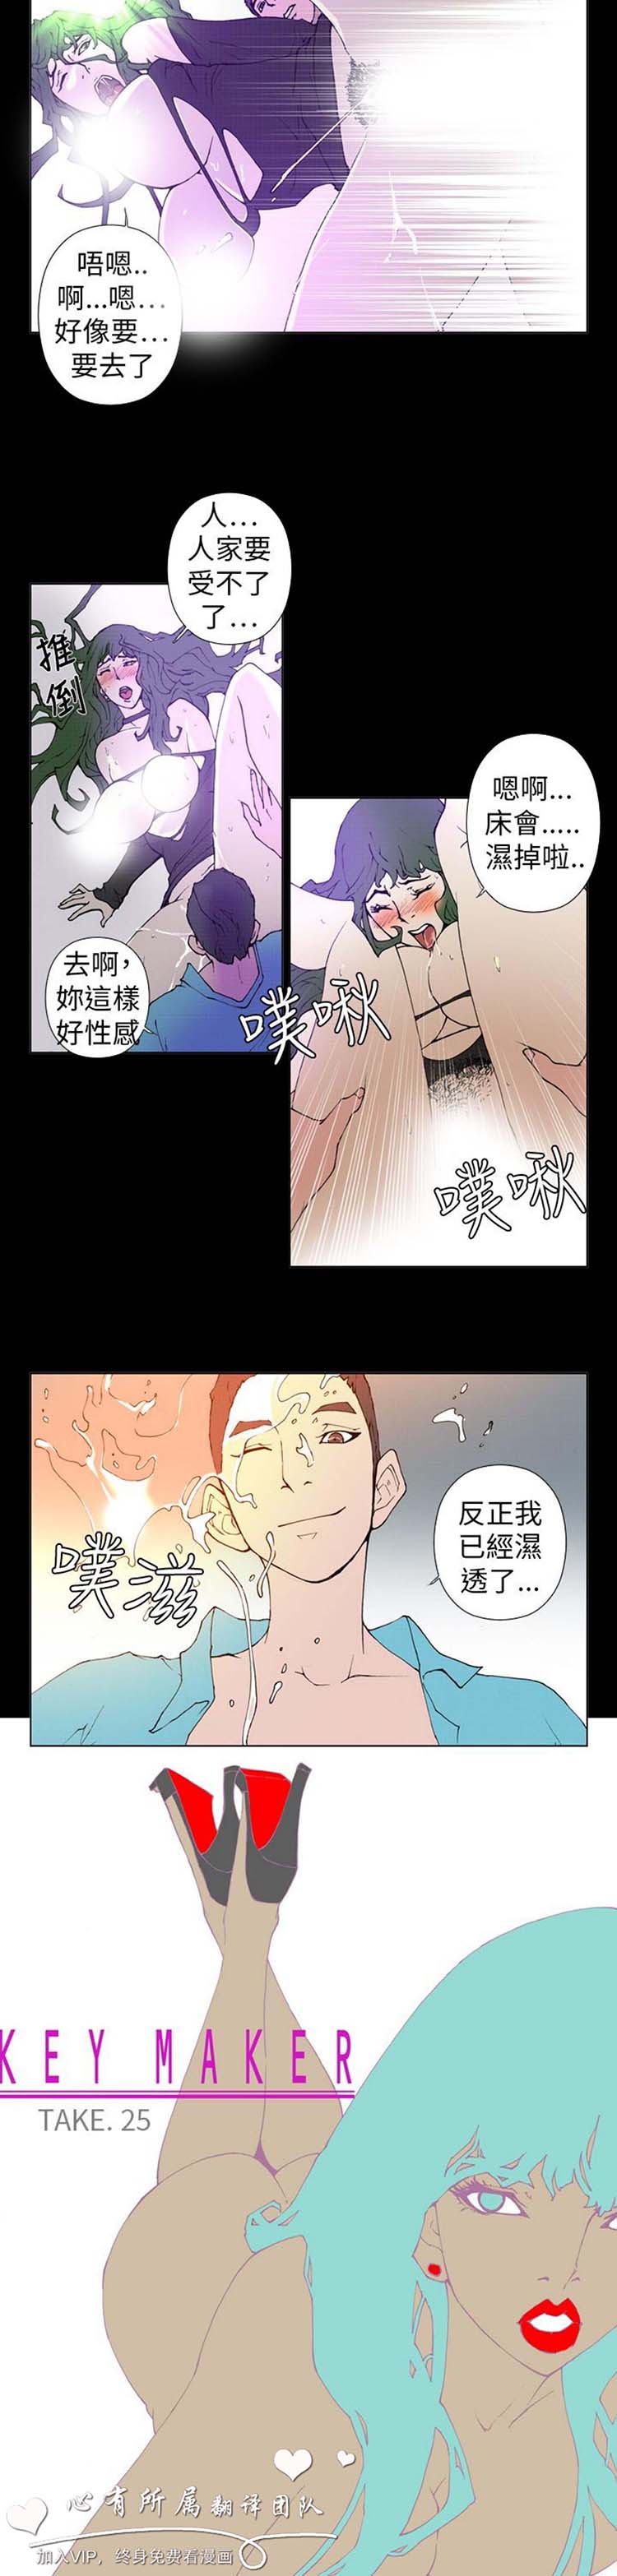 唔嗯..
啊...嗯...
好像要...
要去了
人...
人家要
受不了
了...
推
倒
去啊，
妳這樣
好性感
嗯啊...
床會.....
濕掉啦..
噗啾
噗啾
反正我
已經濕
透了...
噗滋
KEY MAKER
TAKE. 25
心有所属翻译团队
加入VIP，终身免费看漫画